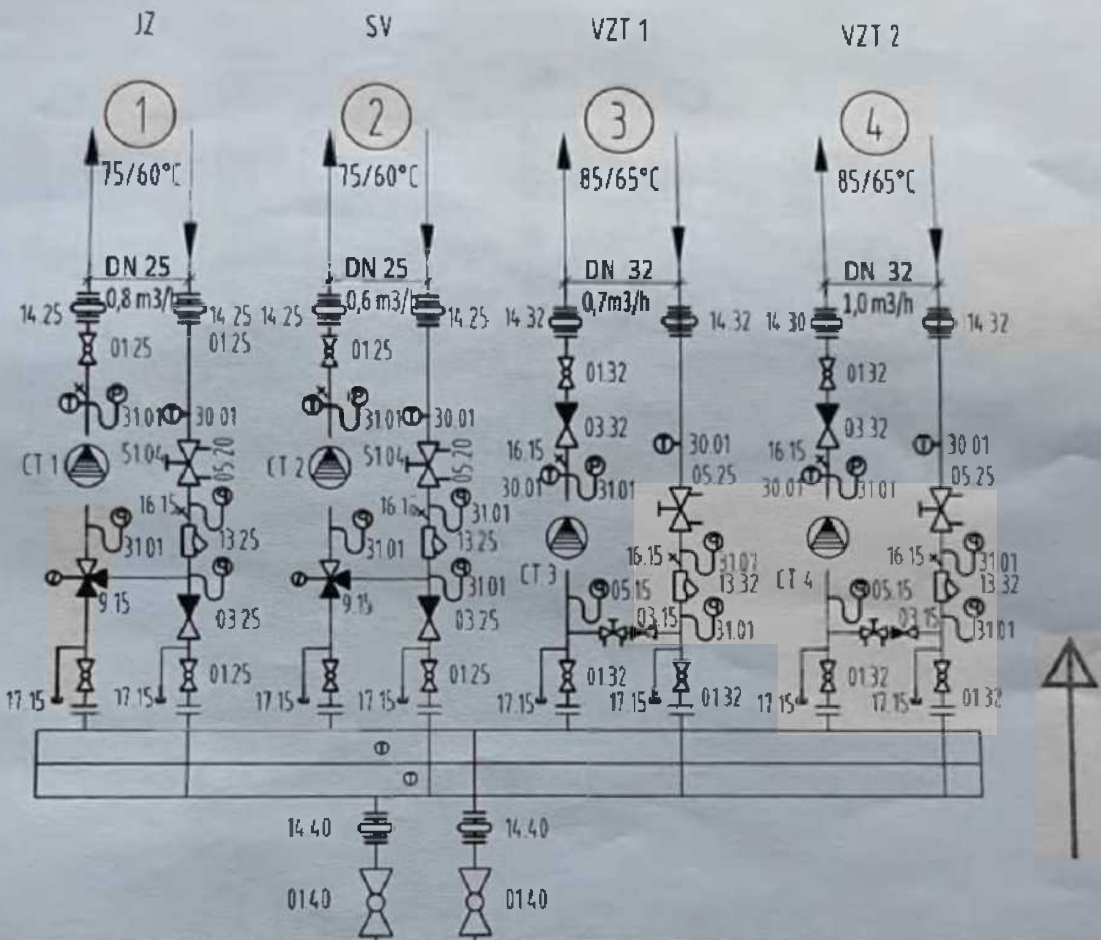 JZ SV VZT 1 VZT 2
1 2 3 4
75/60°C 75/60°C 85/65°C 85/65°C
DN 25 DN 25 DN 32 DN 32
0,8 m3/h 0,6 m3/h 0,7m3/h 1,0 m3/h
14.25 14.25 14.25 14.25 14.32 14.32 14.30 14.32
01.25
01.25 01.25 01.32 01.32
31.01 30.01 31.01 30.01 03.32 30.01 03.32 30.01
CT 1 51.04 05.20 CT 2 51.04 05.20 16.15 05.25 16.15 05.25
30.01 31.01 30.01 31.01
16.15 31.01 16.1 31.01
31.01 13.25 31.01 13.25 CT 3 16.15 31.01 CT 4 16.15 31.01
9.15 9.15 31.01 05.15 13.32 05.15 13.32
03.25 03.25 03.15 31.01 03.15 31.01
01.25 01.25 01.32 01.32
17.15 17.15 17.15 17.15 17.15 17.15 01.32 17.15 17.15 01.32
14.40 14.40
01.40 01.40